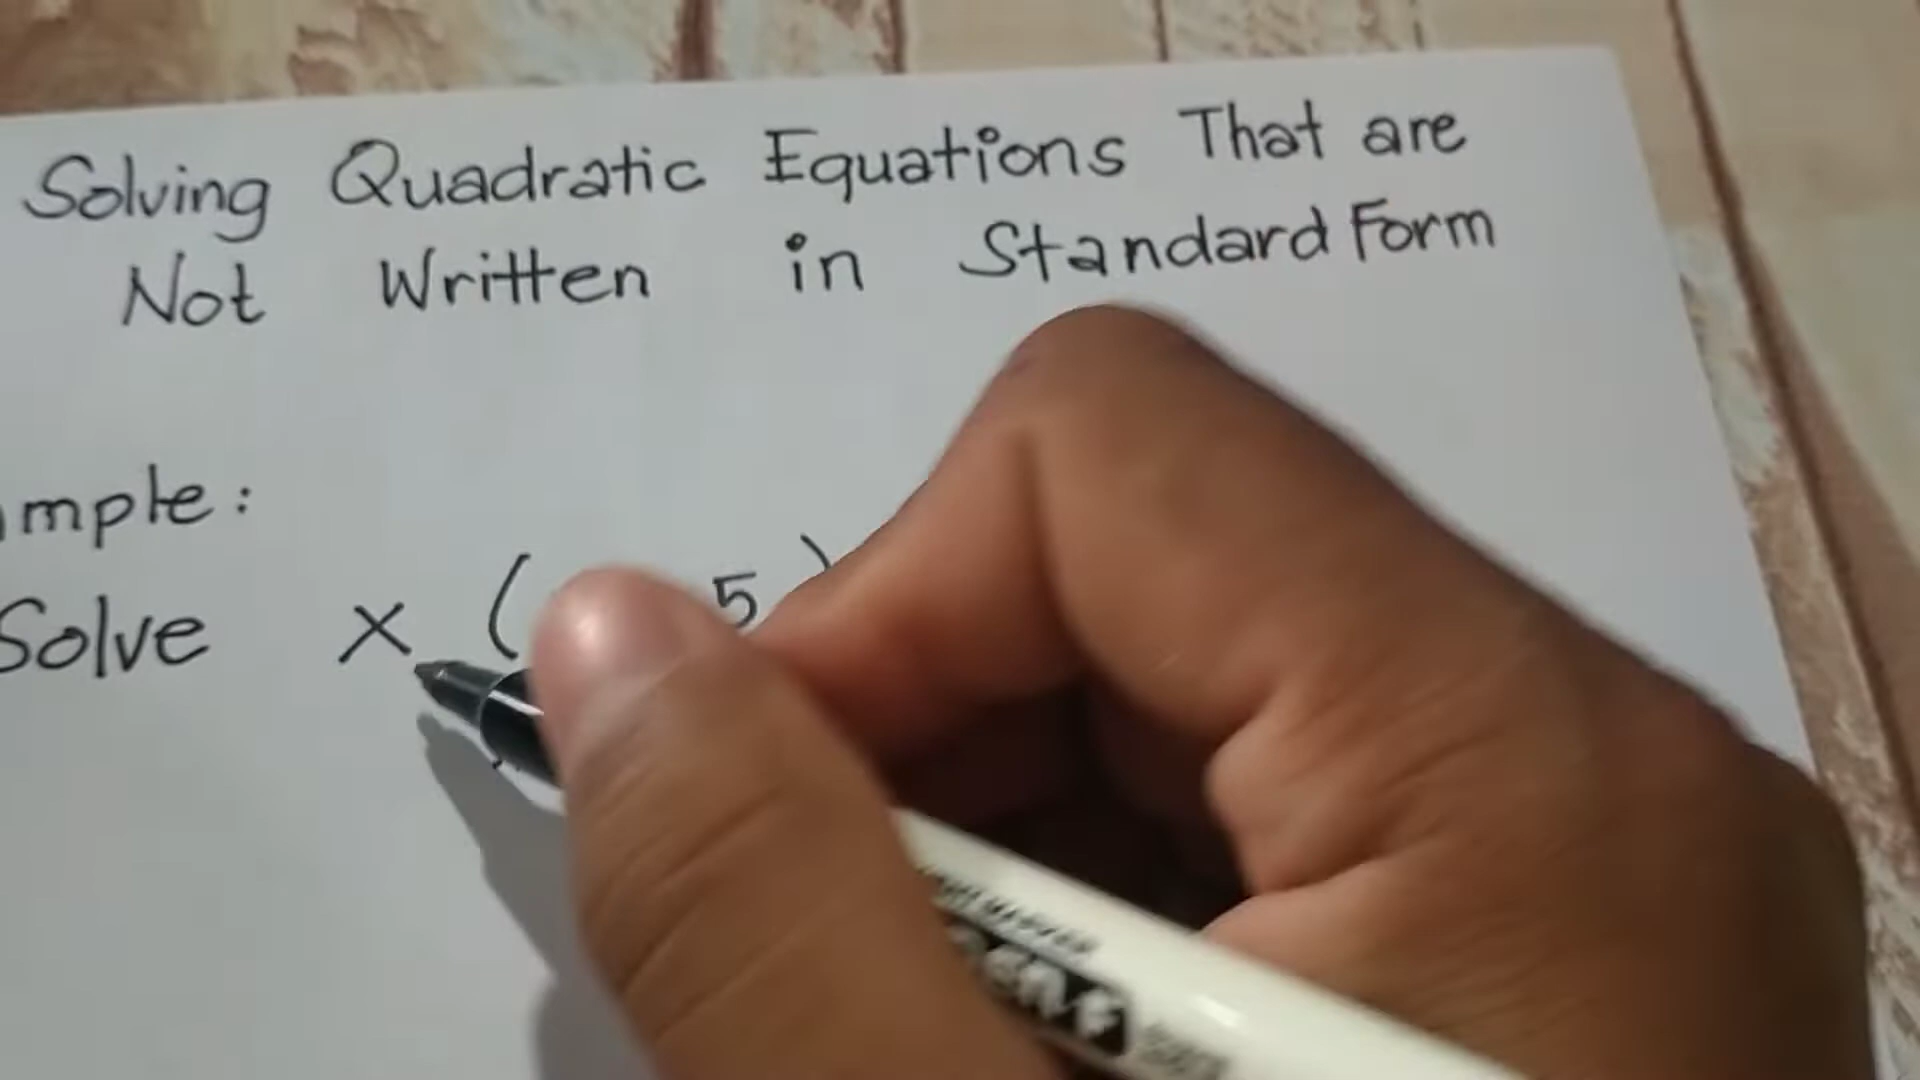 Solving Quadratic Equations That are
Not Written in Standard Form
mple:
Solve x ( 5 )